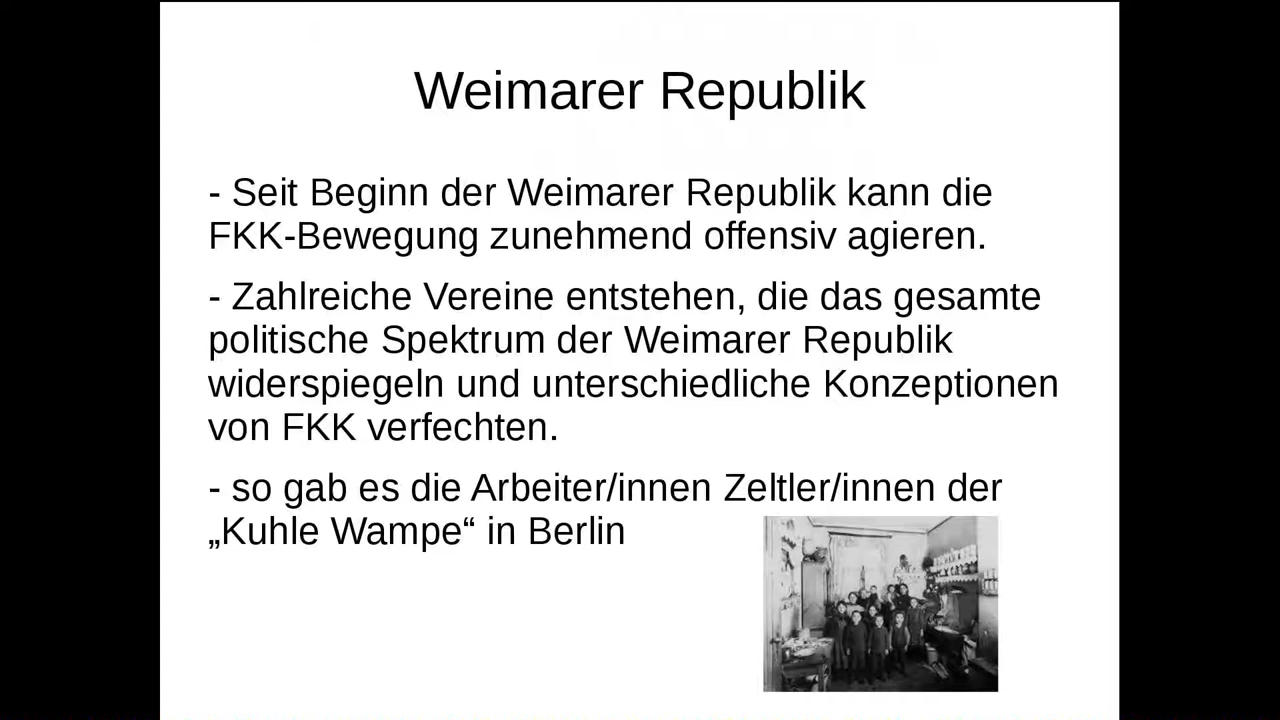 Weimarer Republik
- Seit Beginn der Weimarer Republik kann die
FKK-Bewegung zunehmend offensiv agieren.
- Zahlreiche Vereine entstehen, die das gesamte
politische Spektrum der Weimarer Republik
widerspiegeln und unterschiedliche Konzeptionen
von FKK verfechten.
- so gab es die Arbeiter/innen Zeltler/innen der
„Kuhle Wampe“ in Berlin